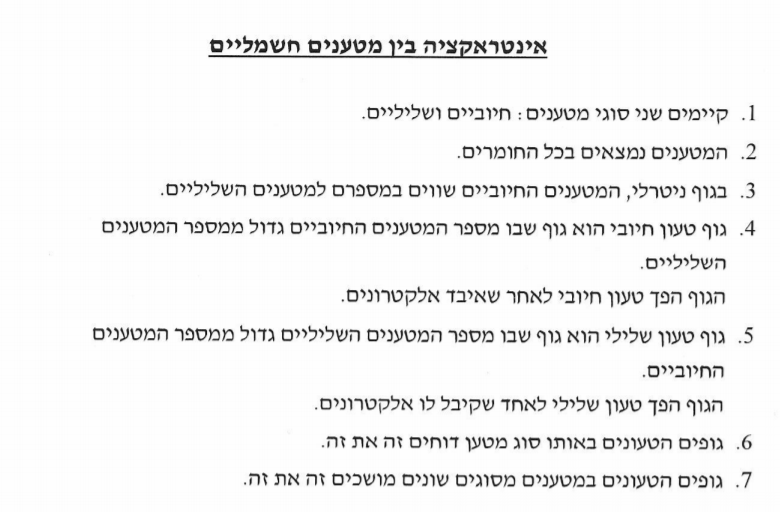 אינטראקציה בין מטענים חשמליים
1. קיימים שני סוגי מטענים: חיוביים ושליליים.
2. המטענים נמצאים בכל החומרים.
3. בגוף ניטרלי, המטענים החיוביים שווים במספרם למטענים השליליים.
4. גוף טעון חיובי הוא גוף שבו מספר המטענים החיוביים גדול ממספר המטענים
השליליים.
הגוף הפך טעון חיובי לאחר שאיבד אלקטרונים.
5. גוף טעון שלילי הוא גוף שבו מספר המטענים השליליים גדול ממספר המטענים
החיוביים.
הגוף הפך טעון שלילי לאחד שקיבל לו אלקטרונים.
6. גופים הטעונים באותו סוג מטען דוחים זה את זה.
7. גופים הטעונים במטענים מסוגים שונים מושכים זה את זה.